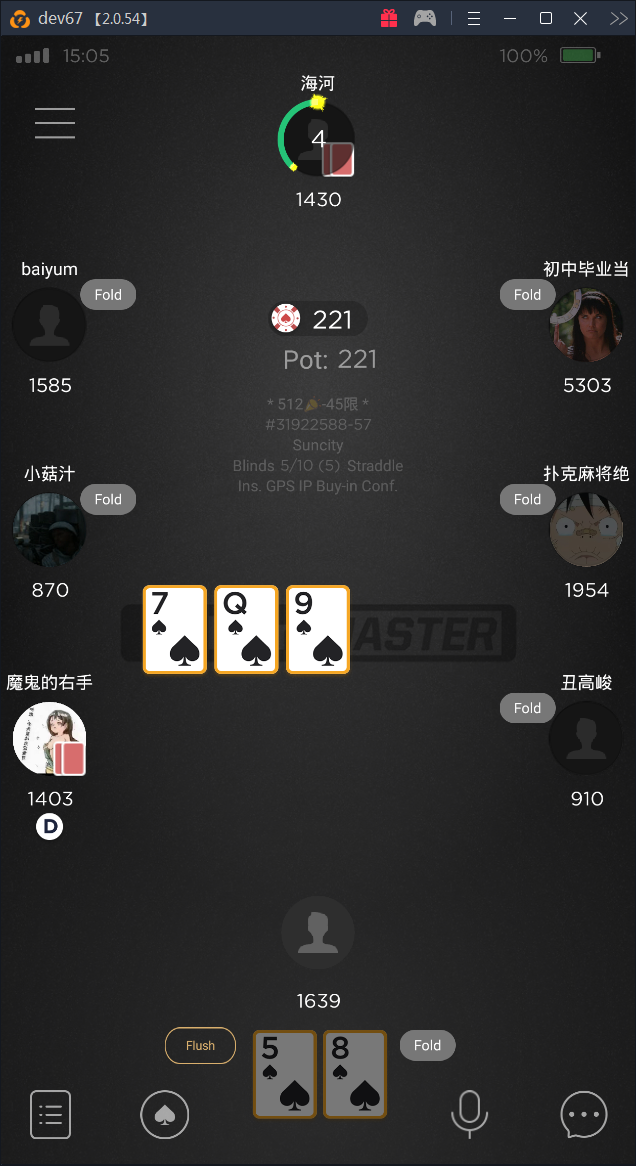 dev67 【2.0.54】
15:05
100%
海河
4
1430
baiyum
Fold
1585
初中毕业当
Fold
5303
221
Pot: 221
* 512 -45限 *
#31922588-57
Suncity
Blinds 5/10 (5) Straddle
Ins. GPS IP Buy-in Conf.
小菇汁
Fold
870
扑克麻将绝
Fold
1954
7
Q
9
MASTER
魔鬼的右手
1403
D
丑高峻
Fold
910
1639
Flush
5
8
Fold